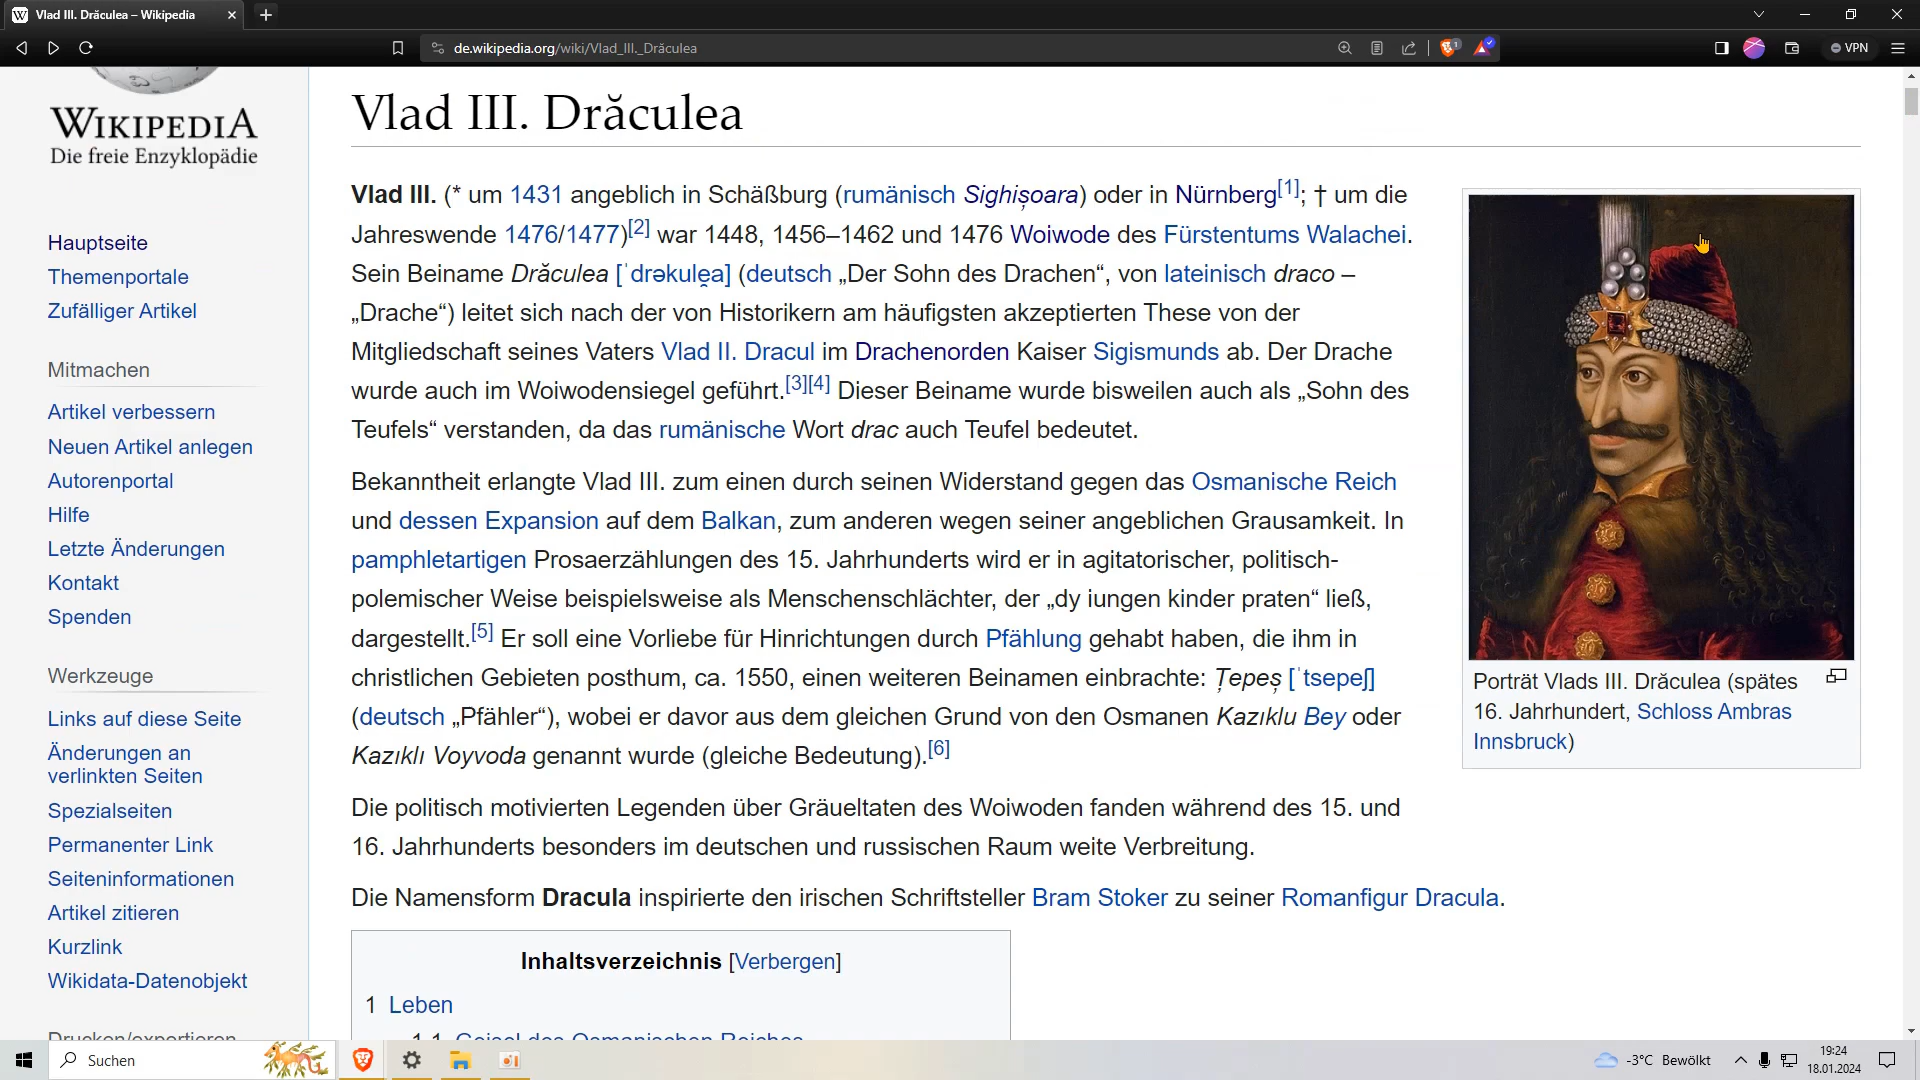 Vlad III. Drăculea – Wikipedia
de.wikipedia.org/wiki/Vlad_III._Drăculea
1
VPN
WIKIPEDIA
Die freie Enzyklopädie
Hauptseite
Themenportale
Zufälliger Artikel
Mitmachen
Artikel verbessern
Neuen Artikel anlegen
Autorenportal
Hilfe
Letzte Änderungen
Kontakt
Spenden
Werkzeuge
Links auf diese Seite
Änderungen an
verlinkten Seiten
Spezialseiten
Permanenter Link
Seiteninformationen
Artikel zitieren
Kurzlink
Wikidata-Datenobjekt
Drucken/exportieren
Vlad III. Drăculea
Vlad III. (* um 1431 angeblich in Schäßburg (rumänisch Sighișoara) oder in Nürnberg[1]; † um die
Jahreswende 1476/1477)[2] war 1448, 1456–1462 und 1476 Woiwode des Fürstentums Walachei.
Sein Beiname Drăculea [ˈdrəkule̯a] (deutsch „Der Sohn des Drachen“, von lateinisch draco –
„Drache“) leitet sich nach der von Historikern am häufigsten akzeptierten These von der
Mitgliedschaft seines Vaters Vlad II. Dracul im Drachenorden Kaiser Sigismunds ab. Der Drache
wurde auch im Woiwodensiegel geführt.[3][4] Dieser Beiname wurde bisweilen auch als „Sohn des
Teufels“ verstanden, da das rumänische Wort drac auch Teufel bedeutet.
Bekanntheit erlangte Vlad III. zum einen durch seinen Widerstand gegen das Osmanische Reich
und dessen Expansion auf dem Balkan, zum anderen wegen seiner angeblichen Grausamkeit. In
pamphletartigen Prosaerzählungen des 15. Jahrhunderts wird er in agitatorischer, politisch-
polemischer Weise beispielsweise als Menschenschlächter, der „dy iungen kinder praten“ ließ,
dargestellt.[5] Er soll eine Vorliebe für Hinrichtungen durch Pfählung gehabt haben, die ihm in
christlichen Gebieten posthum, ca. 1550, einen weiteren Beinamen einbrachte: Țepeș [ˈtsepeʃ]
(deutsch „Pfähler“), wobei er davor aus dem gleichen Grund von den Osmanen Kazıklu Bey oder
Kazıklı Voyvoda genannt wurde (gleiche Bedeutung).[6]
Die politisch motivierten Legenden über Gräueltaten des Woiwoden fanden während des 15. und
16. Jahrhunderts besonders im deutschen und russischen Raum weite Verbreitung.
Die Namensform Dracula inspirierte den irischen Schriftsteller Bram Stoker zu seiner Romanfigur Dracula.
Porträt Vlads III. Drăculea (spätes
16. Jahrhundert, Schloss Ambras
Innsbruck)
Inhaltsverzeichnis [Verbergen]
1 Leben
1.1 Geisel des Osmanischen Reiches
Suchen
-3°C Bewölkt
19:24
18.01.2024